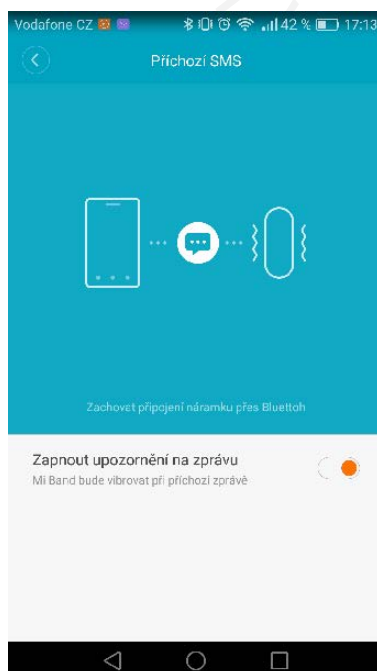 Vodafone CZ 42 % 17:13
Příchozí SMS
Zachovat připojení náramku přes Bluettoh
Zapnout upozornění na zprávu
Mi Band bude vibrovat při příchozí zprávě